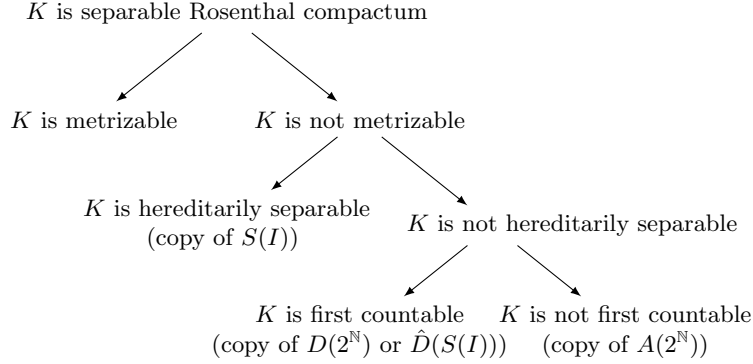 K is separable Rosenthal compactum
K is metrizable
K is not metrizable
K is hereditarily separable
(copy of S(I))
K is not hereditarily separable
K is first countable
(copy of D(2^ℕ) or D̂(S(I)))
K is not first countable
(copy of A(2^ℕ))